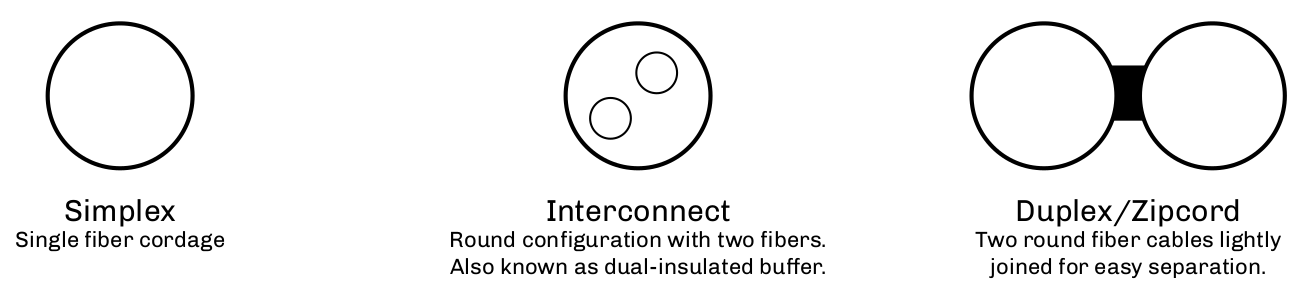 Simplex
Single fiber cordage
Interconnect
Round configuration with two fibers.
Also known as dual-insulated buffer.
Duplex/Zipcord
Two round fiber cables lightly
joined for easy separation.